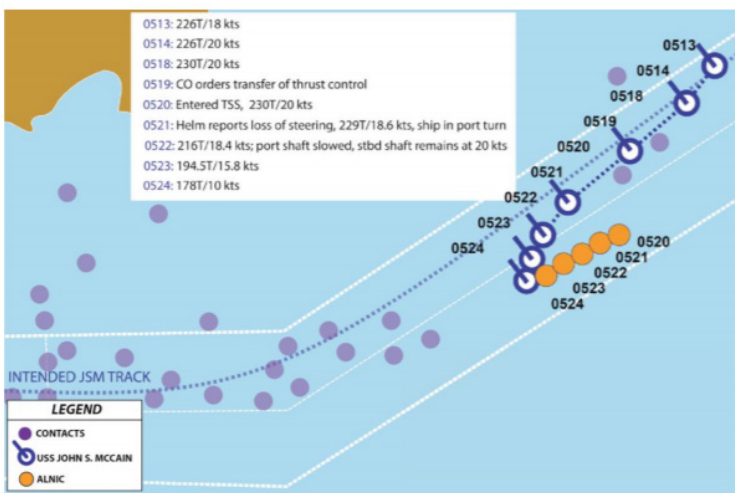 0513: 226T/18 kts
0514: 226T/20 kts
0518: 230T/20 kts
0519: CO orders transfer of thrust control
0520: Entered TSS, 230T/20 kts
0521: Helm reports loss of steering, 229T/18.6 kts, ship in port turn
0522: 216T/18.4 kts; port shaft slowed, stbd shaft remains at 20 kts
0523: 194.5T/15.8 kts
0524: 178T/10 kts
0513
0514
0518
0519
0520
0521
0522
0523
0524
0520
0521
0522
0523
0524
INTENDED JSM TRACK
LEGEND
CONTACTS
USS JOHN S. MCCAIN
ALNIC